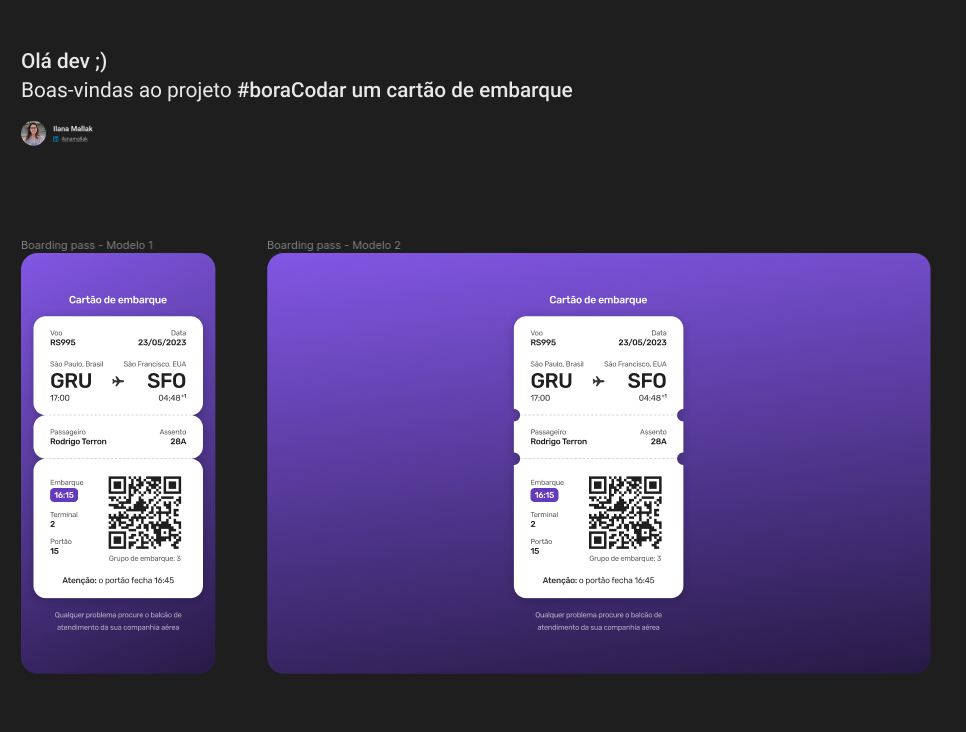 Olá dev ;)
Boas-vindas ao projeto #boraCodar um cartão de embarque
Ilana Mallak
ilanamallak
Boarding pass - Modelo 1
Cartão de embarque
Voo Data
RS995 23/05/2023
São Paulo, Brasil São Francisco, EUA
GRU SFO
17:00 04:48+1
Passageiro Assento
Rodrigo Terron 28A
Embarque
16:15
Terminal
2
Portão
15
Grupo de embarque: 3
Atenção: o portão fecha 16:45
Qualquer problema procure o balcão de
atendimento da sua companhia aérea
Boarding pass - Modelo 2
Cartão de embarque
Voo Data
RS995 23/05/2023
São Paulo, Brasil São Francisco, EUA
GRU SFO
17:00 04:48+1
Passageiro Assento
Rodrigo Terron 28A
Embarque
16:15
Terminal
2
Portão
15
Grupo de embarque: 3
Atenção: o portão fecha 16:45
Qualquer problema procure o balcão de
atendimento da sua companhia aérea